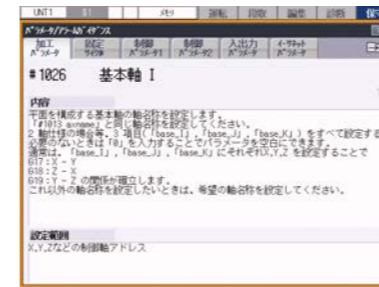 UNT1 $1 ﾒﾓﾘ 運転 段取 編集 診断 保守
ﾊﾟﾗﾒｰﾀ/ｱﾗｰﾑｶﾞｲﾀﾞﾝｽ
加工 ﾊﾟﾗﾒｰﾀ 設定 制御 ﾊﾟﾗﾒｰﾀ1 制御 ﾊﾟﾗﾒｰﾀ2 入出力 ﾊﾟﾗﾒｰﾀ ｲｰｻﾈｯﾄ ﾊﾟﾗﾒｰﾀ
#1026 基本軸 I
内容
平面を構成する基本軸の軸名称を設定します。
「#1013 axname」と同じ軸名称を設定してください。
2 軸仕様の場合等、3 項目(「base_I」,「base_J」,「base_K」)をすべて設定する
必要のないときは「0」を入力することでパラメータを空白にできます。
通常は、「base_I」,「base_J」,「base_K」にそれぞれX,Y,Z を設定することで
G17:X - Y
G18:Z - X
G19:Y - Z の関係が確立します。
これ以外の軸名称を設定したいときは、希望の軸名称を設定してください。
設定範囲
X,Y,Zなどの制御軸アドレス